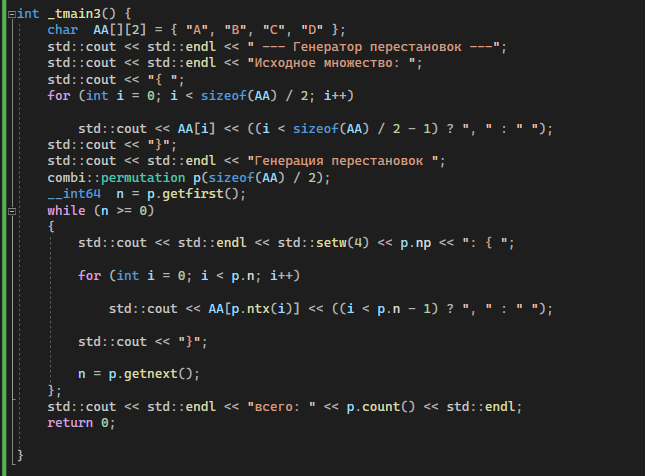 int _tmain3() {
    char  AA[][2] = { "A", "B", "C", "D" };
    std::cout << std::endl << " --- Генератор перестановок ---";
    std::cout << std::endl << "Исходное множество: ";
    std::cout << "{ ";
    for (int i = 0; i < sizeof(AA) / 2; i++)
        std::cout << AA[i] << ((i < sizeof(AA) / 2 - 1) ? ", " : " ");
    std::cout << "}";
    std::cout << std::endl << "Генерация перестановок ";
    combi::permutation p(sizeof(AA) / 2);
    __int64  n = p.getfirst();
    while (n >= 0)
    {
        std::cout << std::endl << std::setw(4) << p.np << ": { ";
        for (int i = 0; i < p.n; i++)
            std::cout << AA[p.ntx(i)] << ((i < p.n - 1) ? ", " : " ");
        std::cout << "}";
        n = p.getnext();
    };
    std::cout << std::endl << "всего: " << p.count() << std::endl;
    return 0;
}